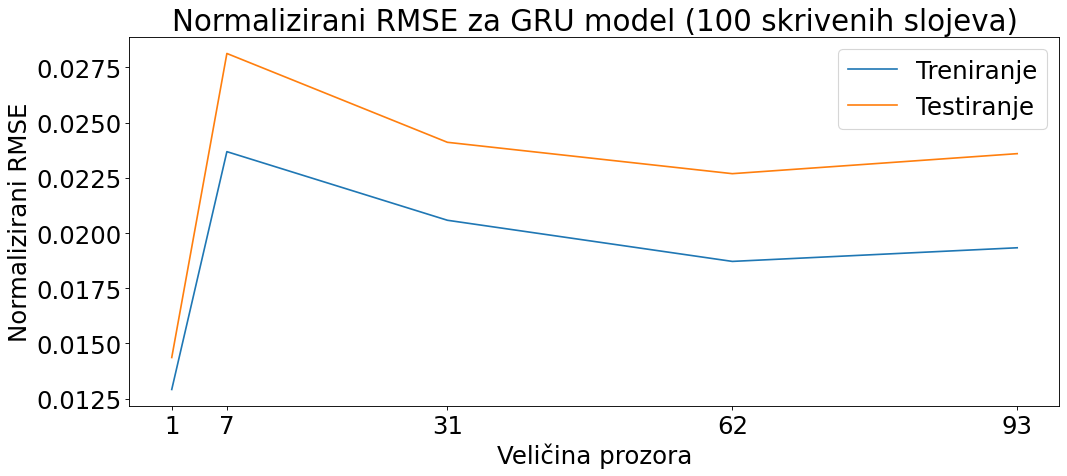 Normalizirani RMSE za GRU model (100 skrivenih slojeva)
Treniranje
Testiranje
Normalizirani RMSE
0.0275
0.0250
0.0225
0.0200
0.0175
0.0150
0.0125
1 7 31 62 93
Veličina prozora